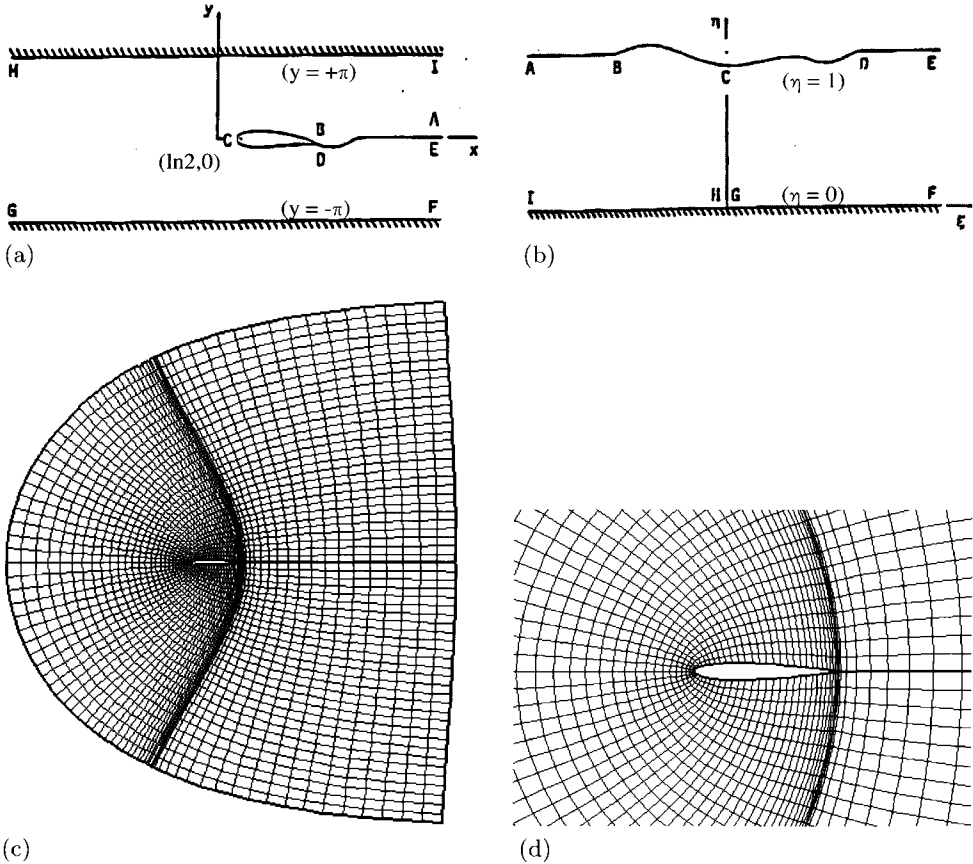 y
H
(y = +π)
I
C
B
A
D
E
x
(ln2,0)
G
(y = -π)
F
(a)
η
A
B
C
D
E
(η = 1)
I
H
G
(η = 0)
F
ξ
(b)
(c)
(d)